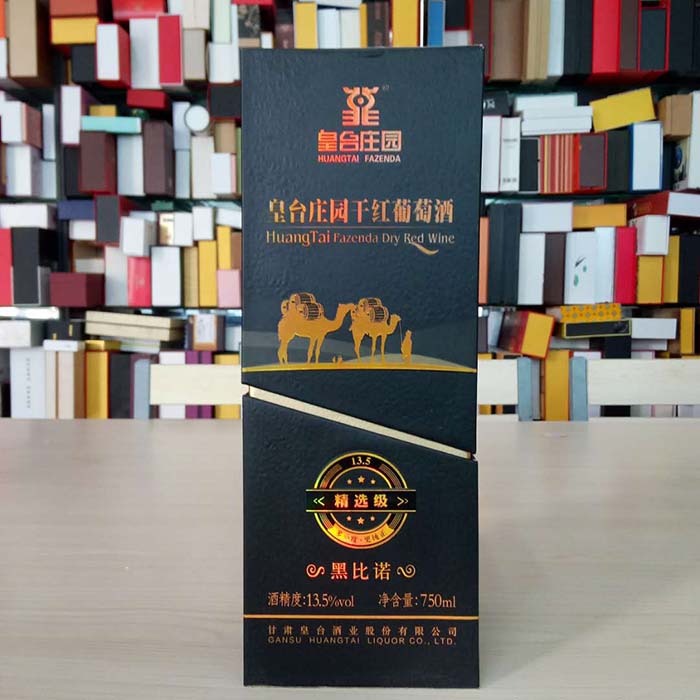 皇台庄园
HUANGTAI FAZENDA
皇台庄园干红葡萄酒
HuangTai Fazenda Dry Red Wine
13.5
精选级
黑比诺
酒精度:13.5%vol 净含量:750ml
甘肃皇台酒业股份有限公司
GANSU HUANGTAI LIQUOR CO., LTD.